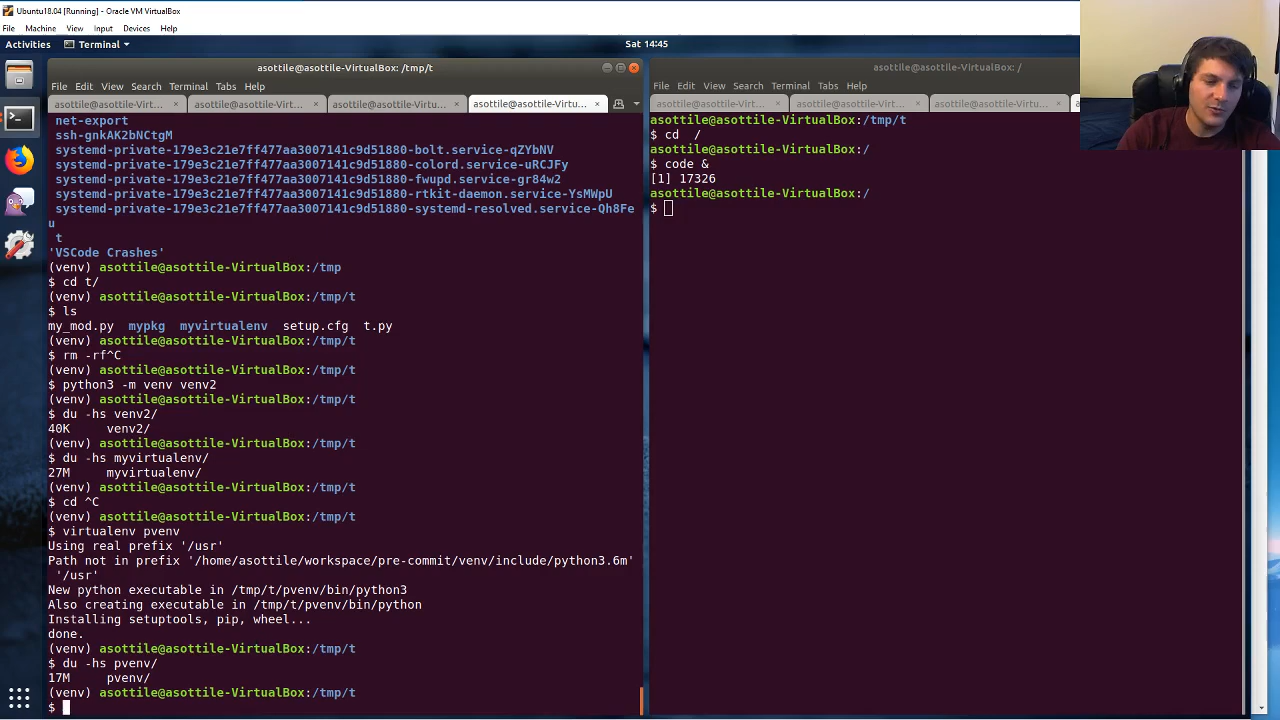 Ubuntu18.04 [Running] - Oracle VM VirtualBox
File Machine View Input Devices Help
Activities Terminal Sat 14:45
asottile@asottile-VirtualBox: /tmp/t
File Edit View Search Terminal Tabs Help
asottile@asottile-Virt... asottile@asottile-Virt... asottile@asottile-Virtu... asottile@asottile-Virtu...
net-export
ssh-gnkAK2bNCtgM
systemd-private-179e3c21e7ff477aa3007141c9d51880-bolt.service-qZYbNV
systemd-private-179e3c21e7ff477aa3007141c9d51880-colord.service-uRCJFy
systemd-private-179e3c21e7ff477aa3007141c9d51880-fwupd.service-gr84w2
systemd-private-179e3c21e7ff477aa3007141c9d51880-rtkit-daemon.service-YsMWpU
systemd-private-179e3c21e7ff477aa3007141c9d51880-systemd-resolved.service-Qh8Fe
u
t
'VSCode Crashes'
(venv) asottile@asottile-VirtualBox:/tmp
$ cd t/
(venv) asottile@asottile-VirtualBox:/tmp/t
$ ls
my_mod.py mypkg myvirtualenv setup.cfg t.py
(venv) asottile@asottile-VirtualBox:/tmp/t
$ rm -rf^C
(venv) asottile@asottile-VirtualBox:/tmp/t
$ python3 -m venv venv2
(venv) asottile@asottile-VirtualBox:/tmp/t
$ du -hs venv2/
40K venv2/
(venv) asottile@asottile-VirtualBox:/tmp/t
$ du -hs myvirtualenv/
27M myvirtualenv/
(venv) asottile@asottile-VirtualBox:/tmp/t
$ cd ^C
(venv) asottile@asottile-VirtualBox:/tmp/t
$ virtualenv pvenv
Using real prefix '/usr'
Path not in prefix '/home/asottile/workspace/pre-commit/venv/include/python3.6m'
'/usr'
New python executable in /tmp/t/pvenv/bin/python3
Also creating executable in /tmp/t/pvenv/bin/python
Installing setuptools, pip, wheel...
done.
(venv) asottile@asottile-VirtualBox:/tmp/t
$ du -hs pvenv/
17M pvenv/
(venv) asottile@asottile-VirtualBox:/tmp/t
$
asottile@asottile-VirtualBox: /
File Edit View Search Terminal Tabs Help
asottile@asottile-Virt... asottile@asottile-Virt... asottile@asottile-Virtu...
asottile@asottile-VirtualBox:/tmp/t
$ cd  /
asottile@asottile-VirtualBox:/
$ code &
[1] 17326
asottile@asottile-VirtualBox:/
$